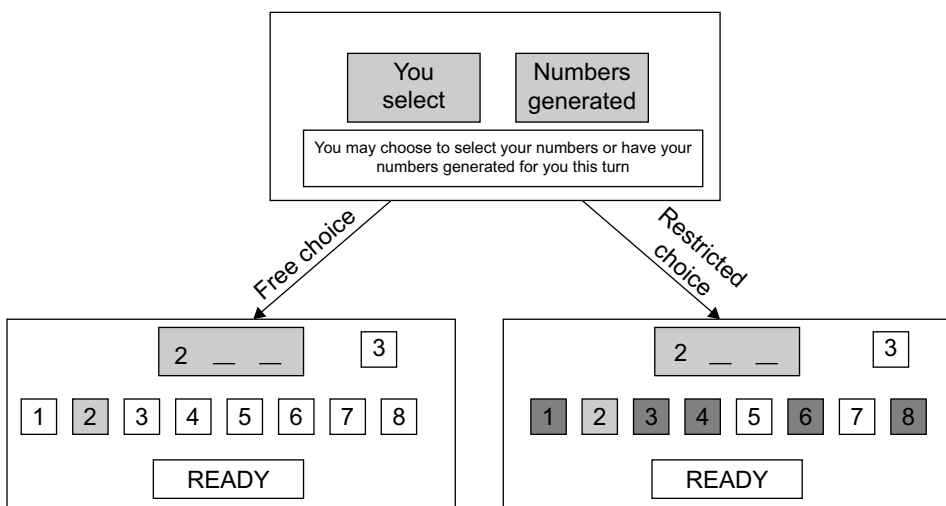 You
select
Numbers
generated
You may choose to select your numbers or have your
numbers generated for you this turn
Free choice
Restricted
choice
2 __ __
3
1 2 3 4 5 6 7 8
READY
2 __ __
3
1 2 3 4 5 6 7 8
READY